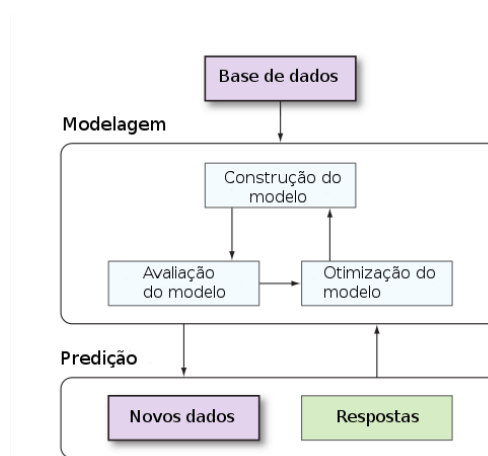 Base de dados
Modelagem
Construção do
modelo
Avaliação
do modelo
Otimização do
modelo
Predição
Novos dados
Respostas